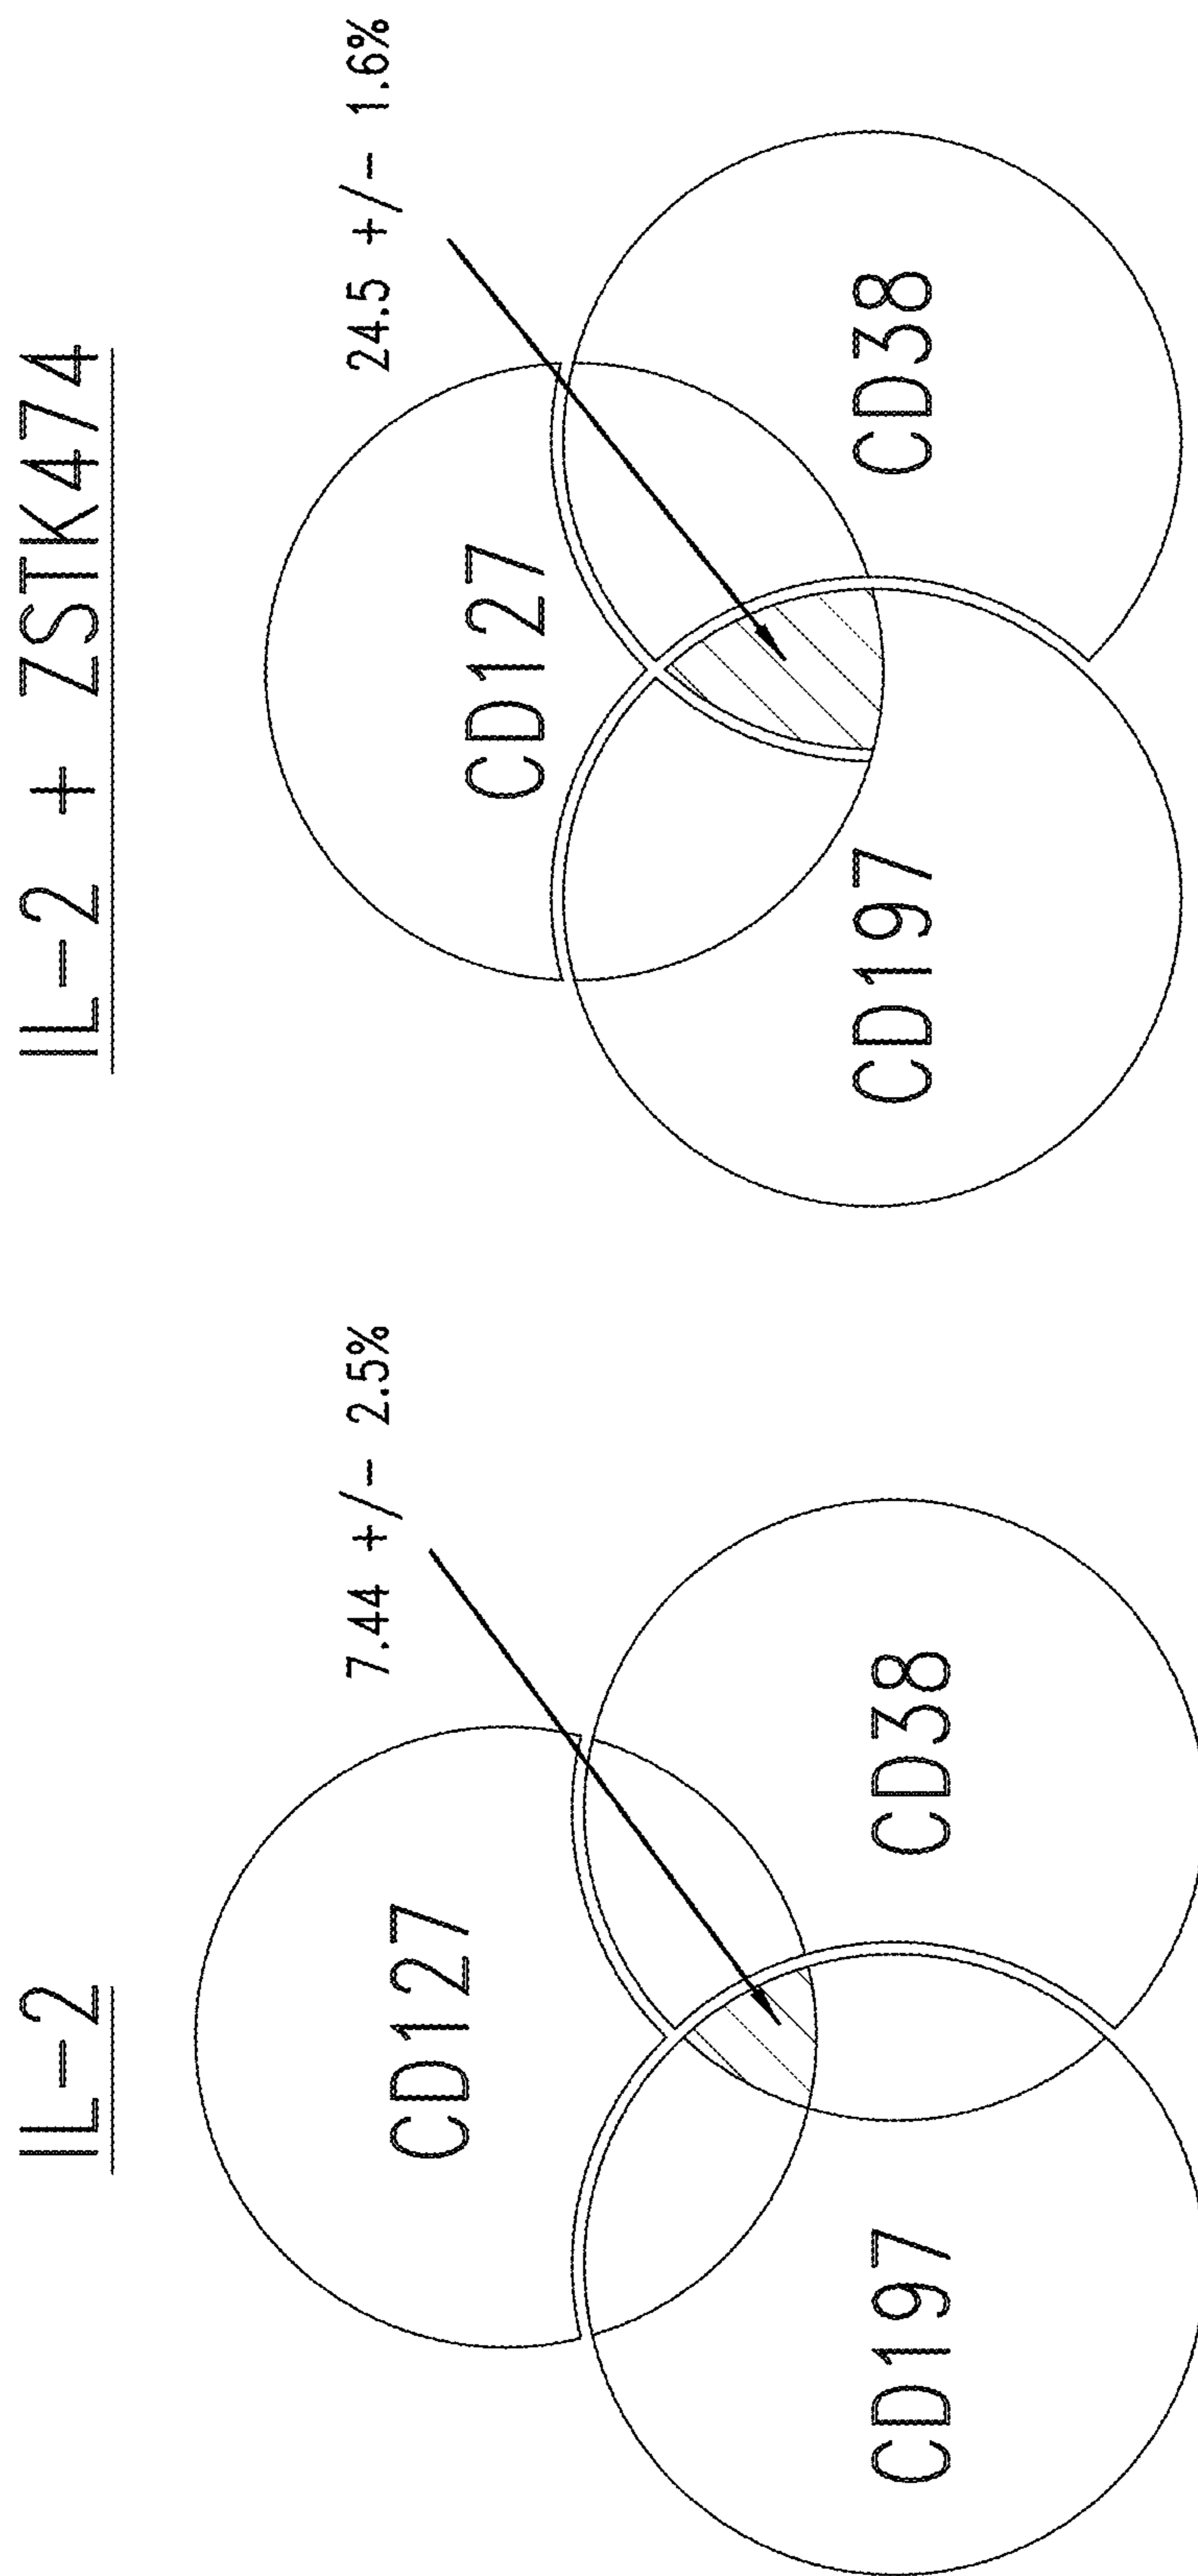 IL-2
7.44 +/- 2.5%
CD127
CD197
CD38
IL-2 + ZSTK474
24.5 +/- 1.6%
CD127
CD197
CD38